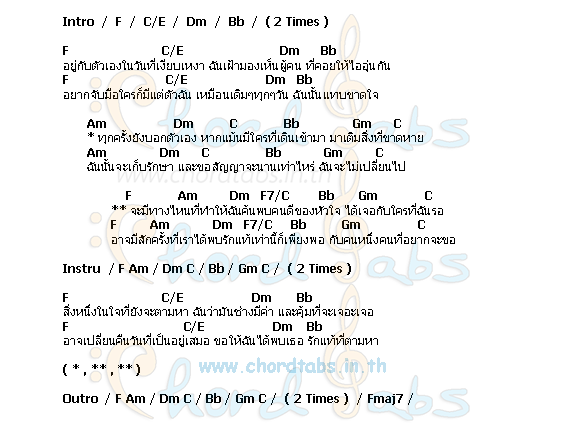 Intro / F / C/E / Dm / Bb / ( 2 Times )
F C/E Dm Bb
อยู่กับตัวเองในวันที่เงียบเหงา ฉันเฝ้ามองเห็นผู้คน ที่คอยให้ไออุ่นกัน
F C/E Dm Bb
อยากจับมือใครก็มีแต่ตัวฉัน เหมือนเดิมๆทุกๆวัน ฉันนั้นแทบขาดใจ
Am Dm C Bb Gm C
* ทุกครั้งยังบอกตัวเอง หากแม้นมีใครที่เดินเข้ามา มาเติมสิ่งที่ขาดหาย
Am Dm C Bb Gm C
ฉันนั้นจะเก็บรักษา และขอสัญญาจะนานเท่าไหร่ ฉันจะไม่เปลี่ยนไป
www.chordtabs.in.th
F Am Dm F7/C Bb Gm C
** จะมีทางไหนที่ทำให้ฉันค้นพบคนดีของหัวใจ ได้เจอกับใครที่ฉันรอ
F Am Dm F7/C Bb Gm C
อาจมีสักครั้งที่เราได้พบรักแท้เท่านี้ก็เพียงพอ กับคนหนึ่งคนที่อยากจะขอ
Instru / F Am / Dm C / Bb / Gm C / ( 2 Times )
F C/E Dm Bb
สิ่งหนึ่งในใจที่ยังจะตามหา ฉันว่ามันช่างมีค่า และคุ้มที่จะเจอะเจอ
F C/E Dm Bb
อาจเปลี่ยนคืนวันที่เป็นอยู่เสมอ ขอให้ฉันได้พบเธอ รักแท้ที่ตามหา
www.chordtabs.in.th
( * , ** , ** )
Outro / F Am / Dm C / Bb / Gm C / ( 2 Times ) / Fmaj7 /